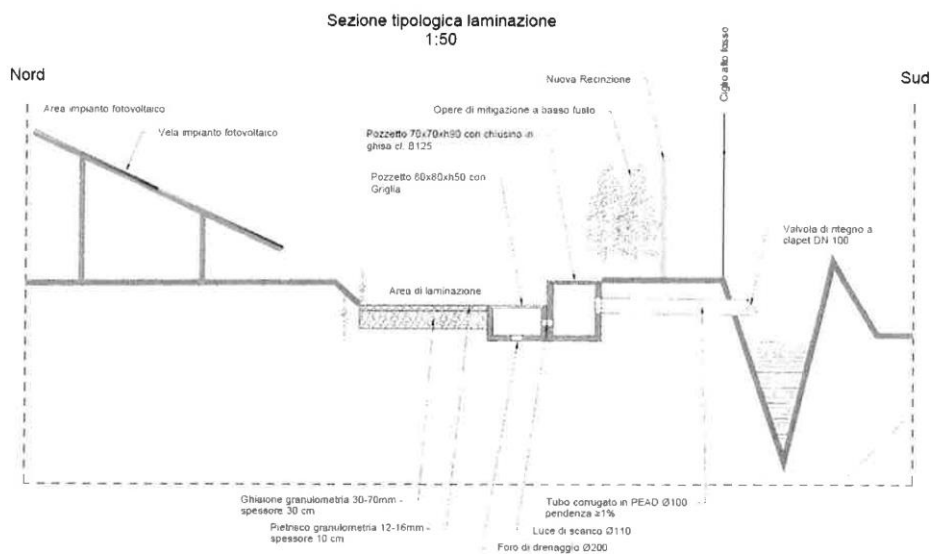 Sezione tipologica laminazione
1:50
Nord
Sud
Ciglio alto fosso
Nuova Recinzione
Area impianto fotovoltaico
Opere di mitigazione a basso fusto
Vela impianto fotovoltaico
Pozzetto 70x70xh90 con chiusino in
ghisa cl. B125
Pozzetto 80x80xh50 con
Griglia
Valvola di ritegno a
clapet DN 100
Area di laminazione
Ghiaione granulometria 30-70mm -
spessore 30 cm
Tubo corrugato in PEAD Ø100
pendenza ≥1%
Pietrisco granulometria 12-16mm -
spessore 10 cm
Luce di scarico Ø110
Foro di drenaggio Ø200